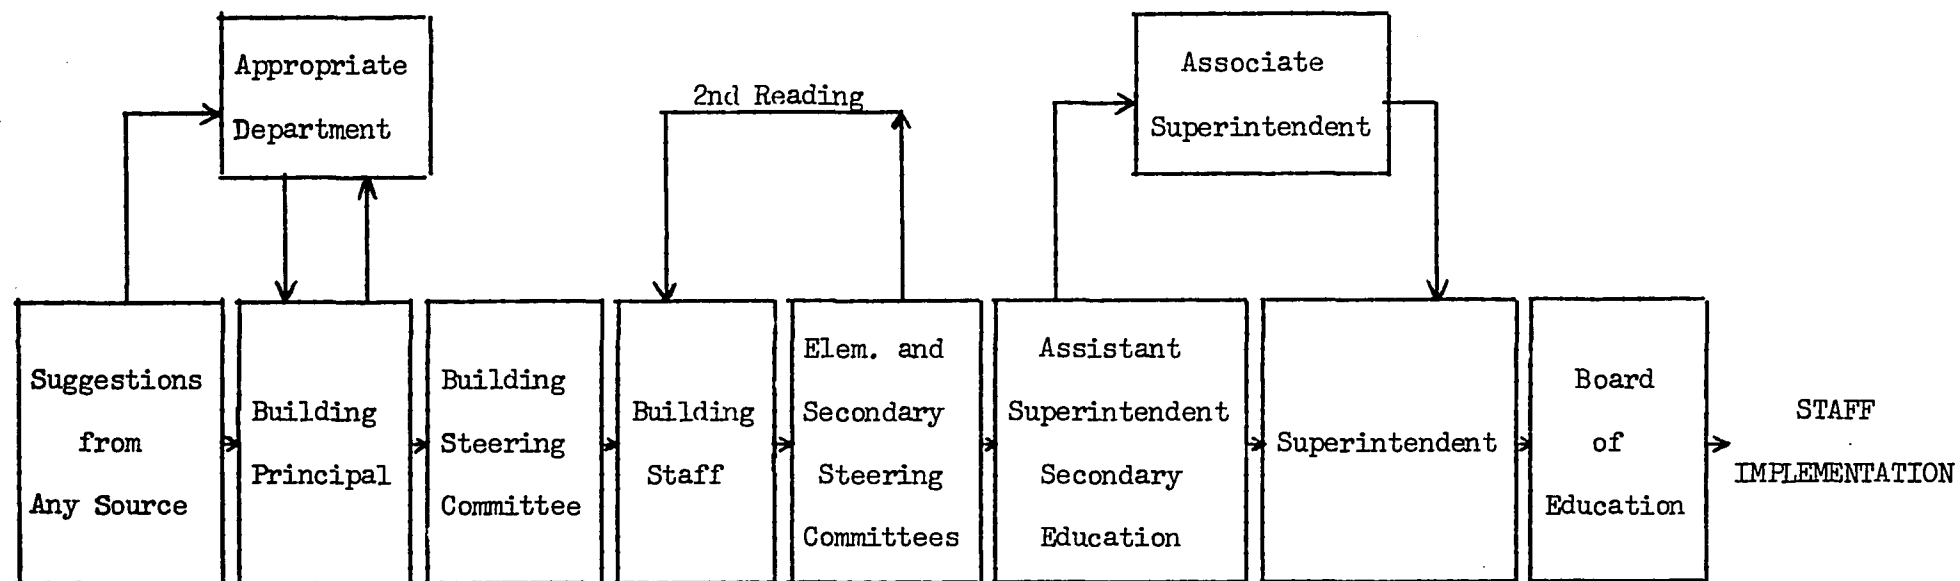 Appropriate
Department
2nd Reading
Associate
Superintendent
Suggestions
from
Any Source
Building
Principal
Building
Steering
Committee
Building
Staff
Elem. and
Secondary
Steering
Committees
Assistant
Superintendent
Secondary
Education
Superintendent
Board
of
Education
STAFF
IMPLEMENTATION